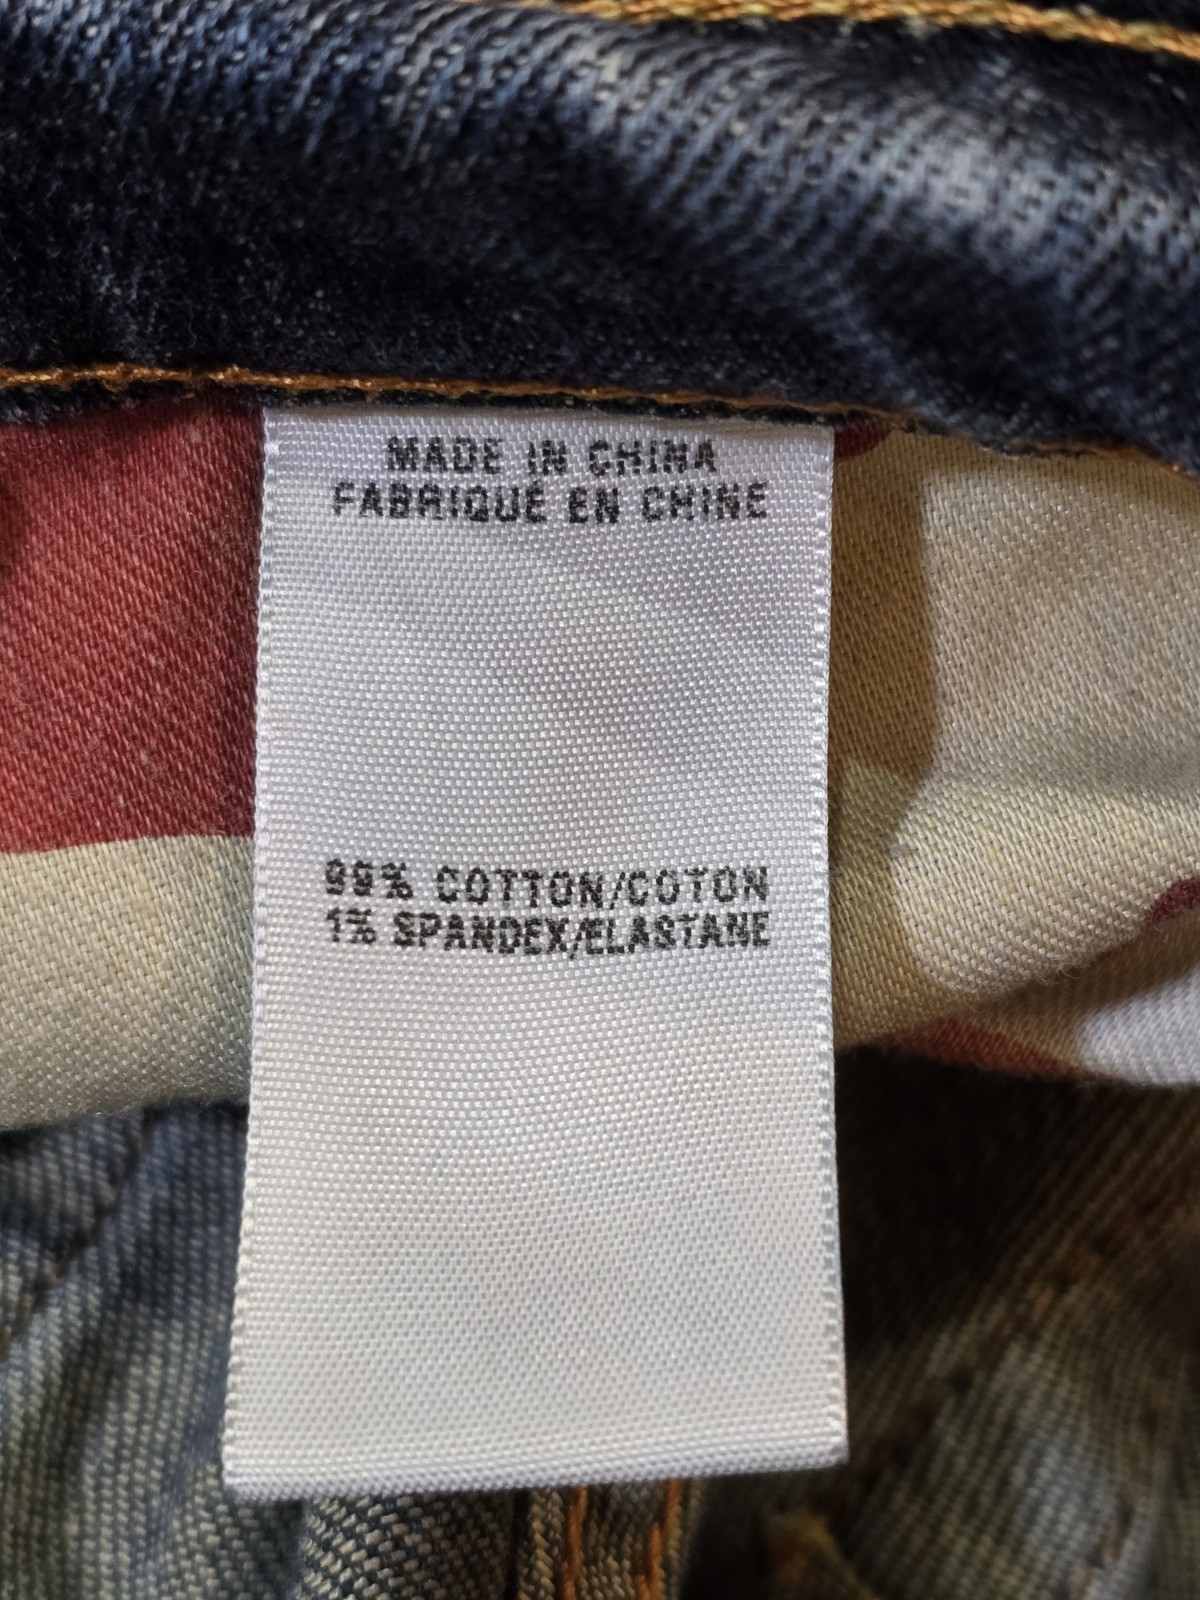 MADE IN CHINA
FABRIQUÉ EN CHINE
99% COTTON/COTON
1% SPANDEX/ELASTANE